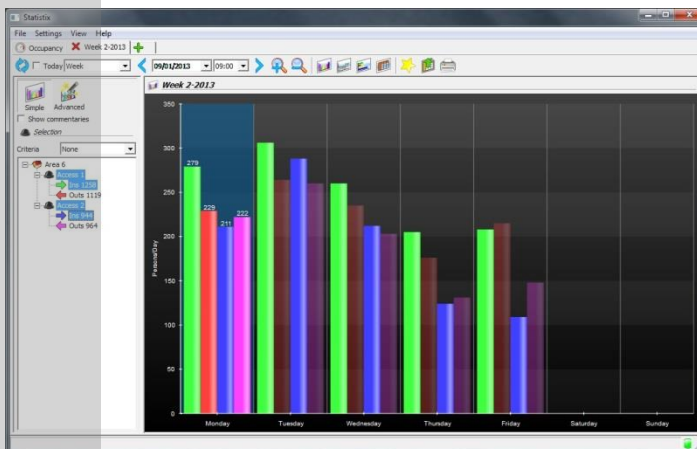 Statistix
File Settings View Help
Occupancy Week 2-2013
Today Week 09/01/2013 09:00
Simple Advanced
Show commentaries
Selection
Criteria None
Area 6
Access 1
Ins 1258
Outs 1119
Access 2
Ins 944
Outs 964
Week 2-2013
350
300
250
200
150
100
50
0
Persons/Day
279
229
211
222
Monday Tuesday Wednesday Thursday Friday Saturday Sunday